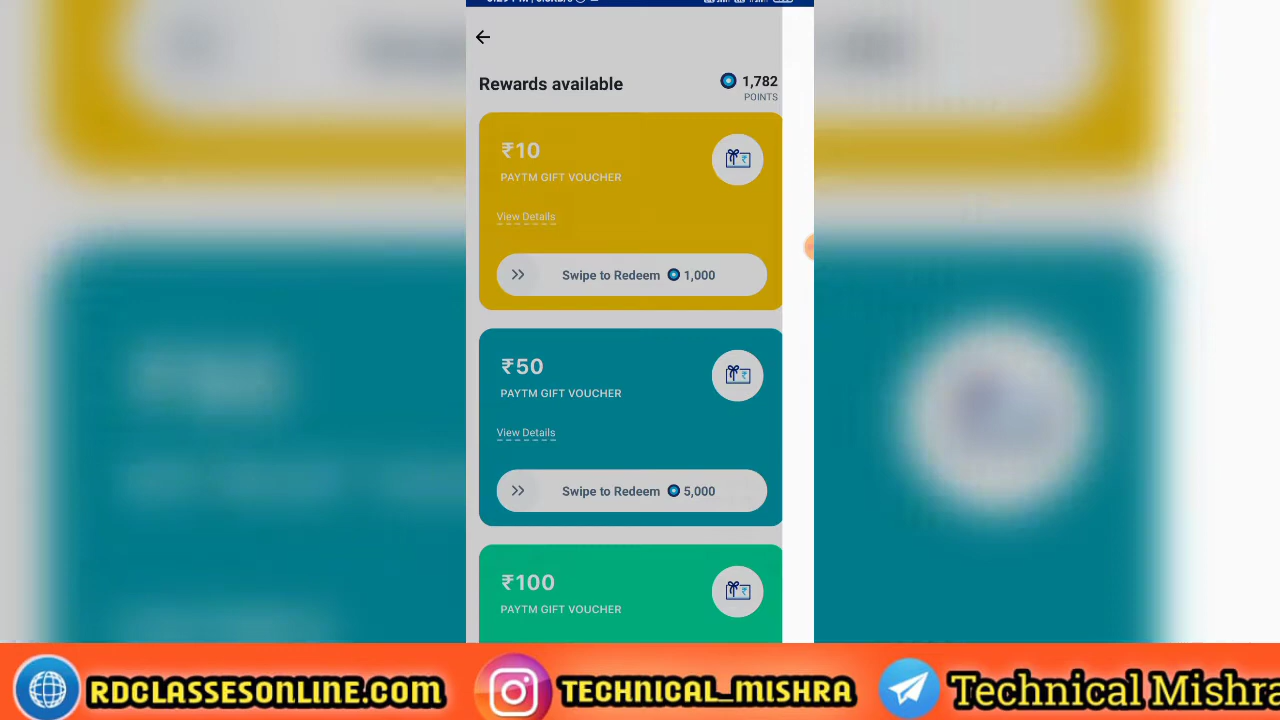 Rewards available
1,782
POINTS
₹10
PAYTM GIFT VOUCHER
View Details
Swipe to Redeem 1,000
₹50
PAYTM GIFT VOUCHER
View Details
Swipe to Redeem 5,000
₹100
PAYTM GIFT VOUCHER
RDCLASSESONLINE.COM
TECHNICAL_MISHRA
Technical Mishra